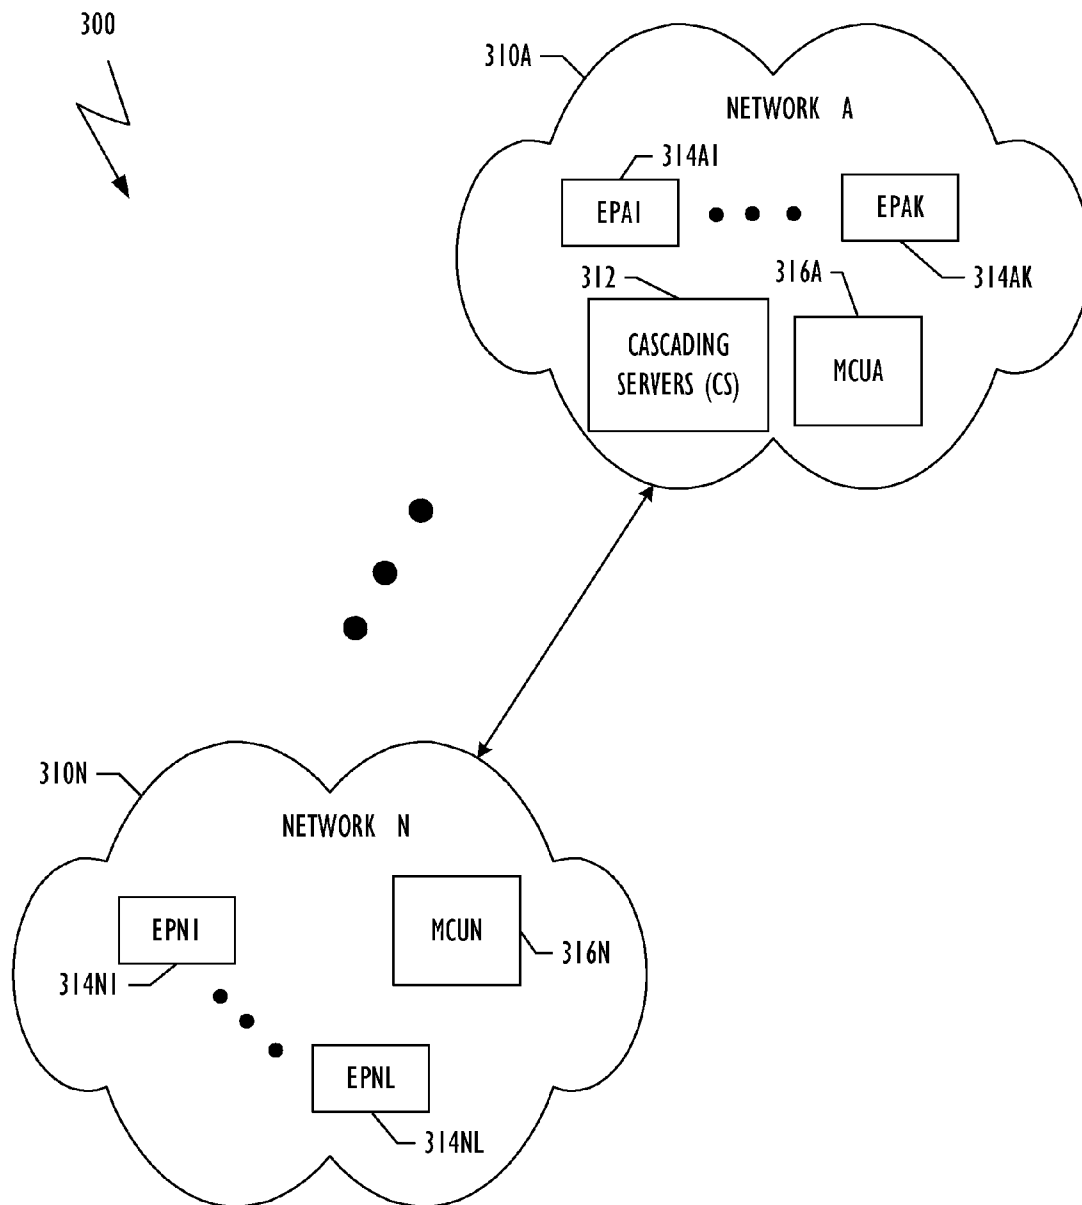 300
310A
NETWORK A
314A1
EPA1
EPAK
312
316A
314AK
CASCADING
SERVERS (CS)
MCUA
310N
NETWORK N
EPN1
MCUN
316N
314N1
EPNL
314NL